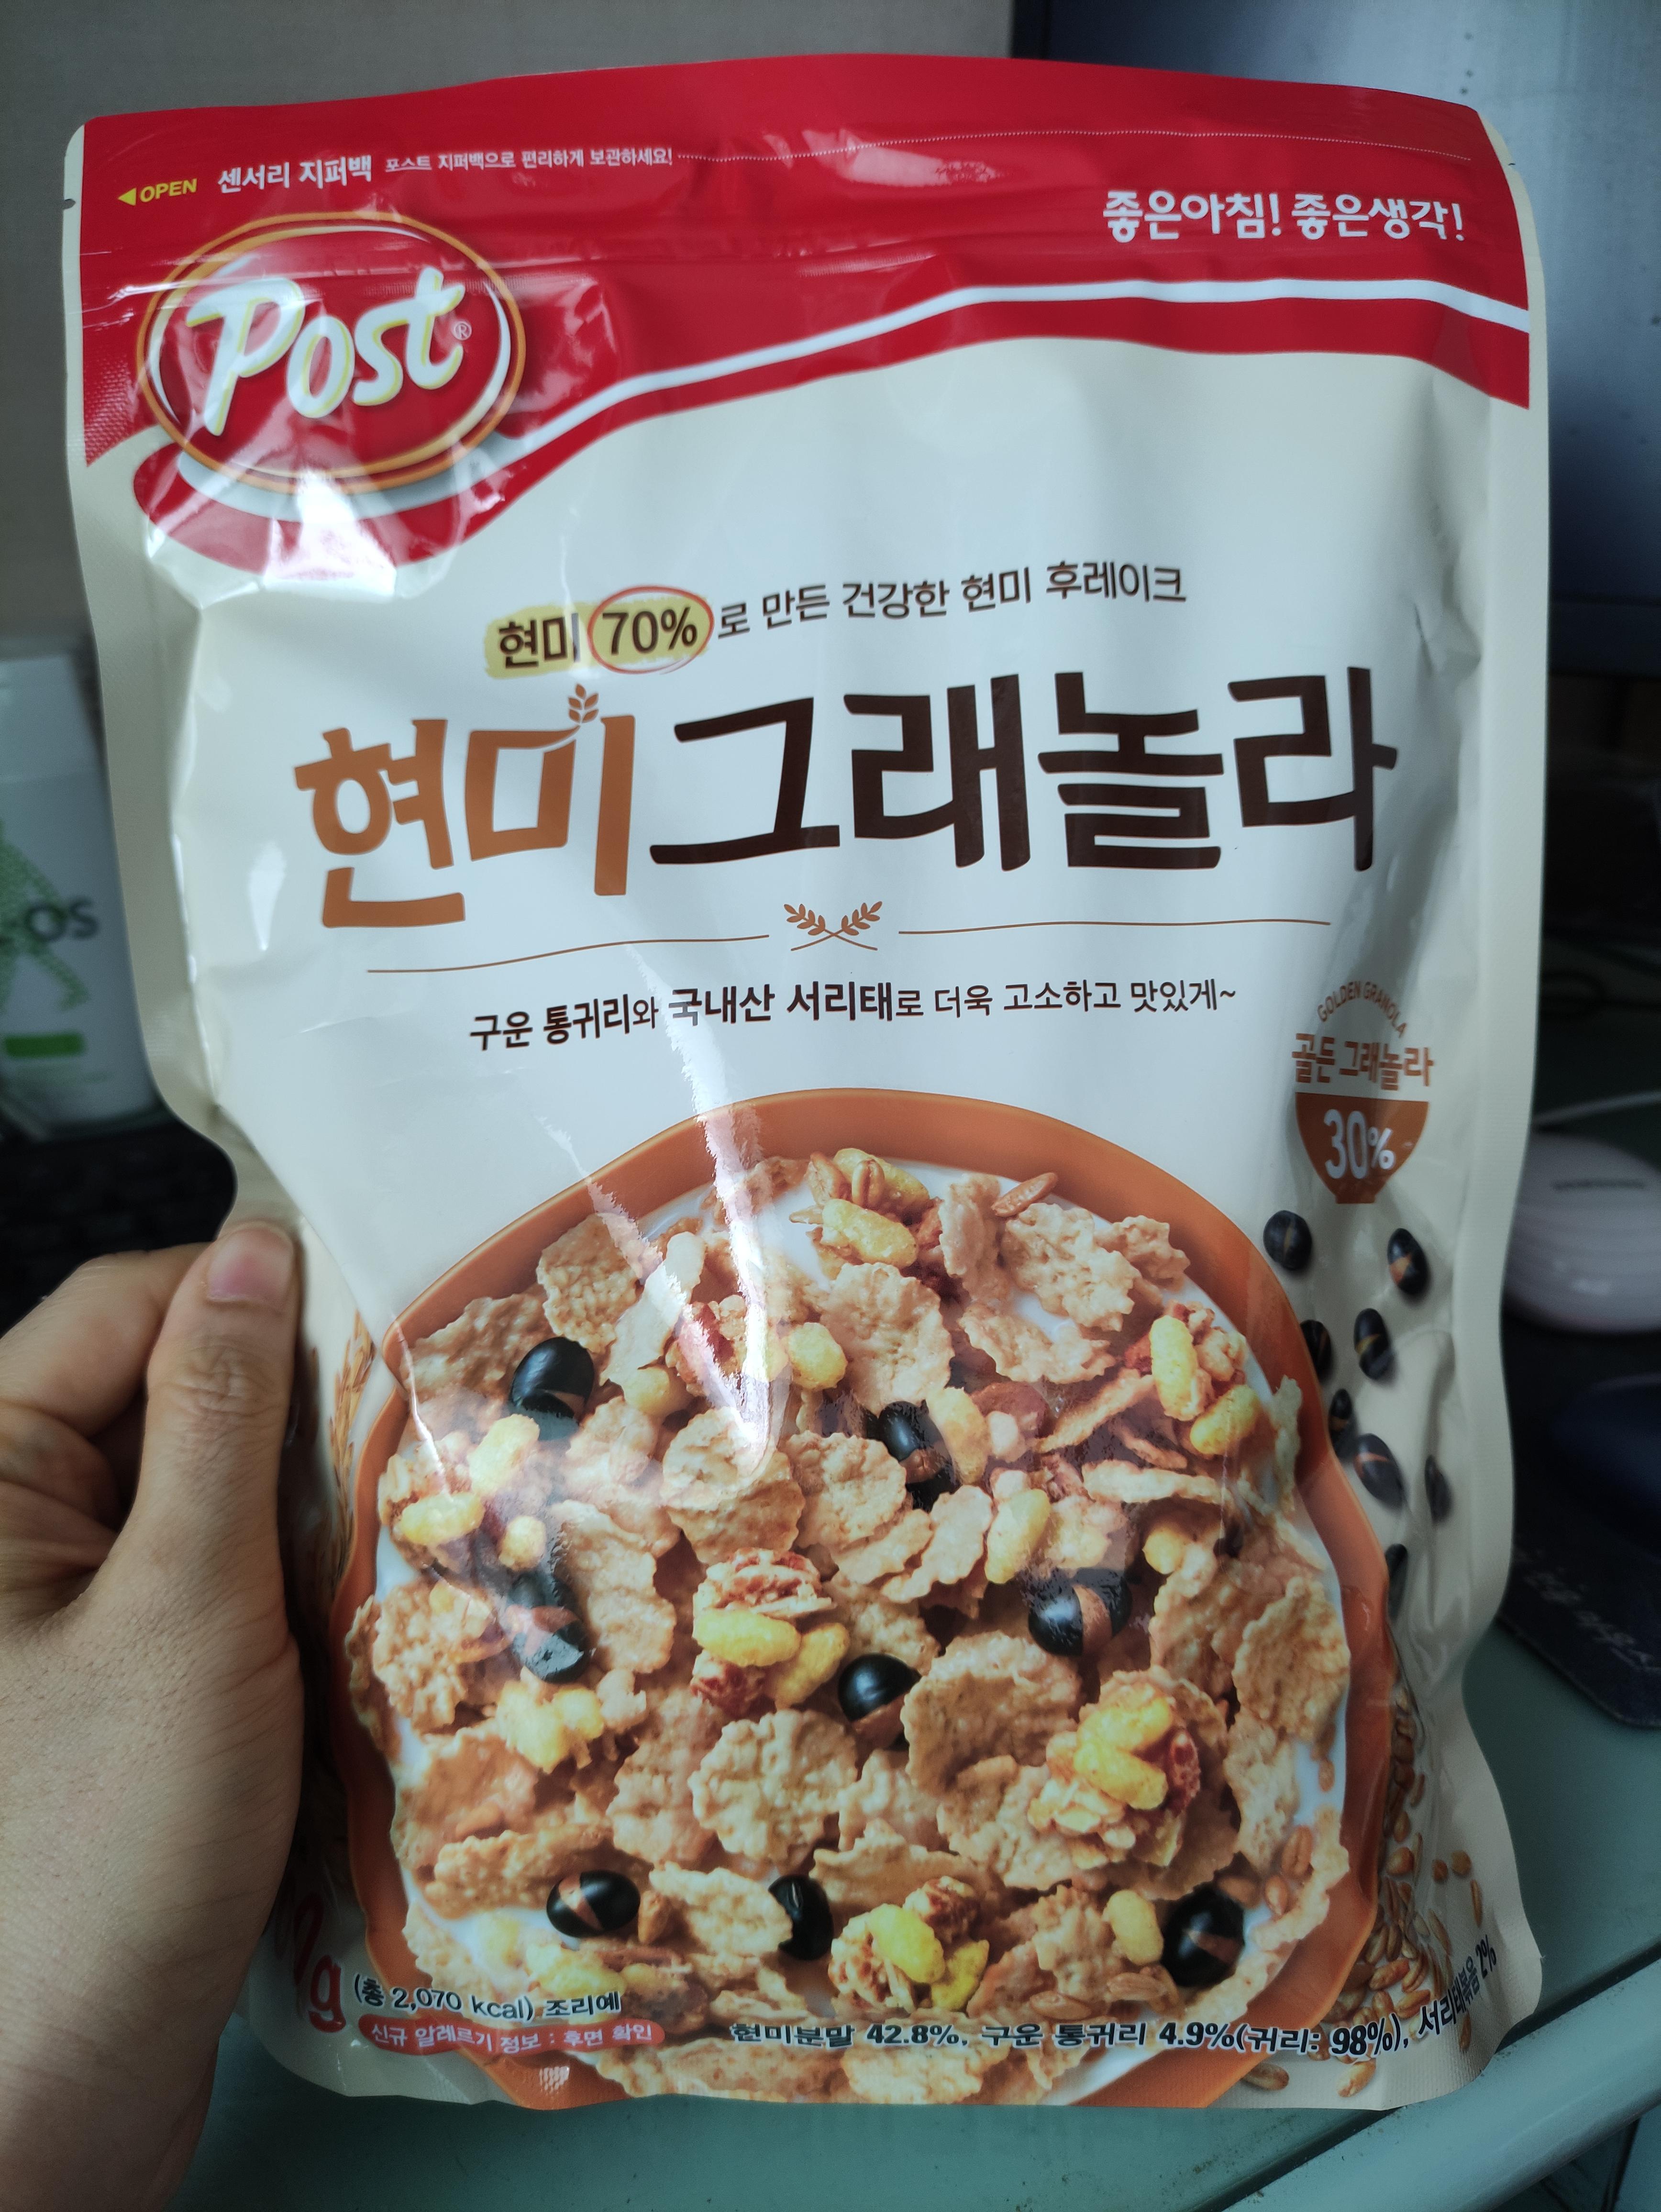 ◀OPEN 센서리 지퍼백 포스트 지퍼백으로 편리하게 보관하세요!
좋은아침! 좋은생각!
Post®
현미 70%로 만든 건강한 현미 후레이크
현미그래놀라
구운 통귀리와 국내산 서리태로 더욱 고소하고 맛있게~
GOLDEN GRANOLA
골든 그래놀라
30%
g (총 2,070 kcal) 조리예
신규 알레르기 정보 : 후면 확인
현미분말 42.8%, 구운 통귀리 4.9%(귀리: 98%), 서리태볶음 2%
OS